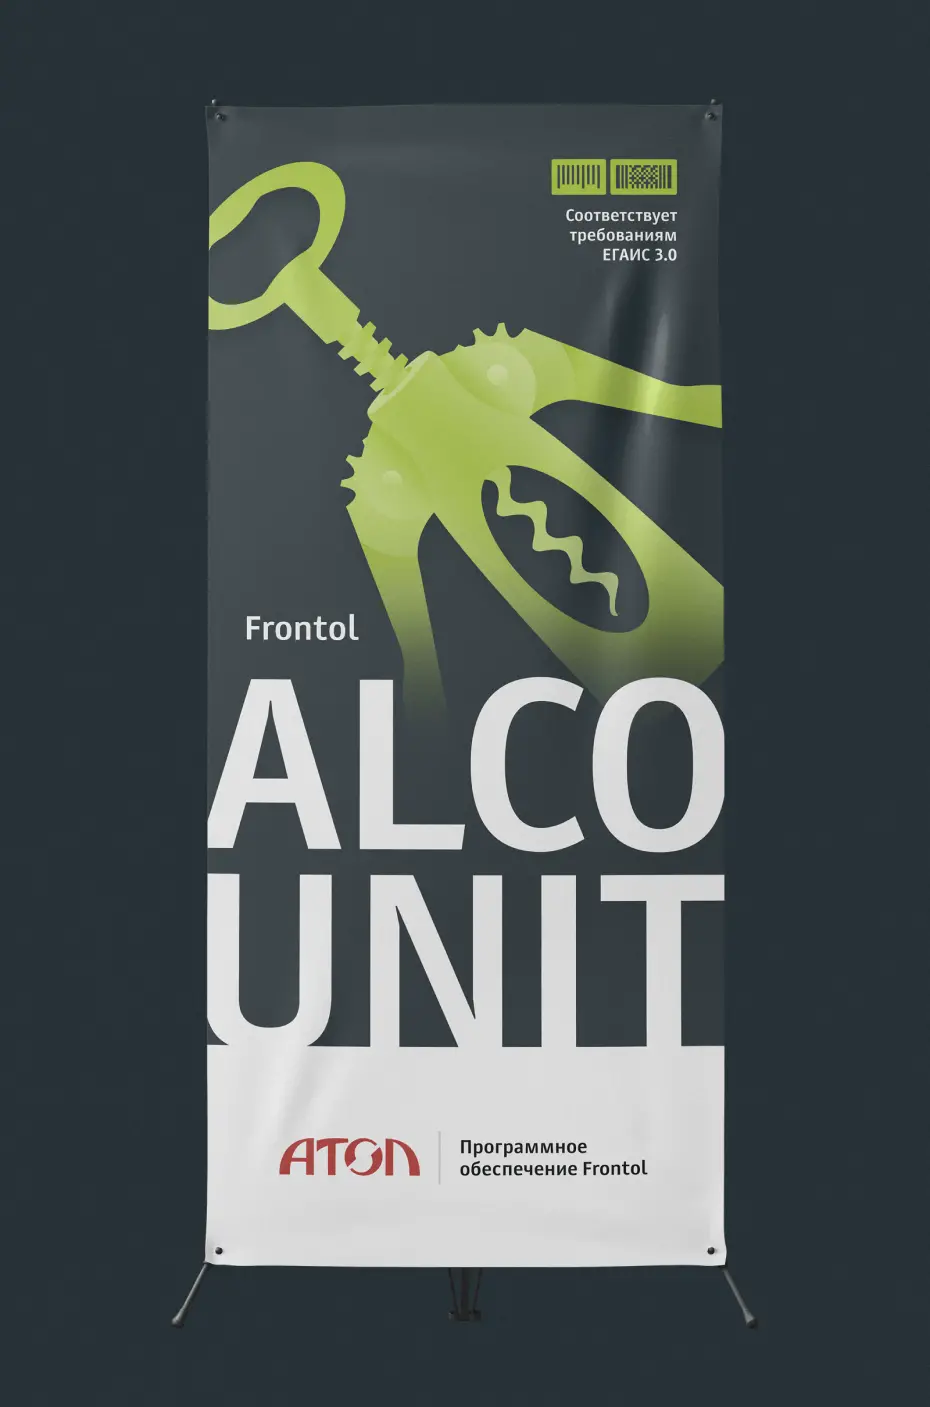 Соответствует
требованиям
ЕГАИС 3.0
Frontol
ALCO
UNIT
АТОЛ
Программное
обеспечение Frontol